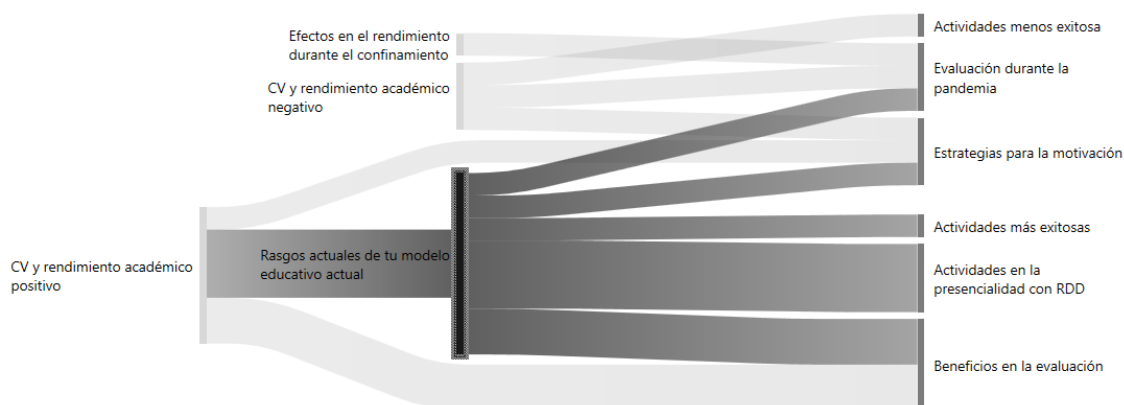 Efectos en el rendimiento
durante el confinamiento
CV y rendimiento académico
negativo
CV y rendimiento académico
positivo
Rasgos actuales de tu modelo
educativo actual
Actividades menos exitosa
Evaluación durante la
pandemia
Estrategias para la motivación
Actividades más exitosas
Actividades en la
presencialidad con RDD
Beneficios en la evaluación